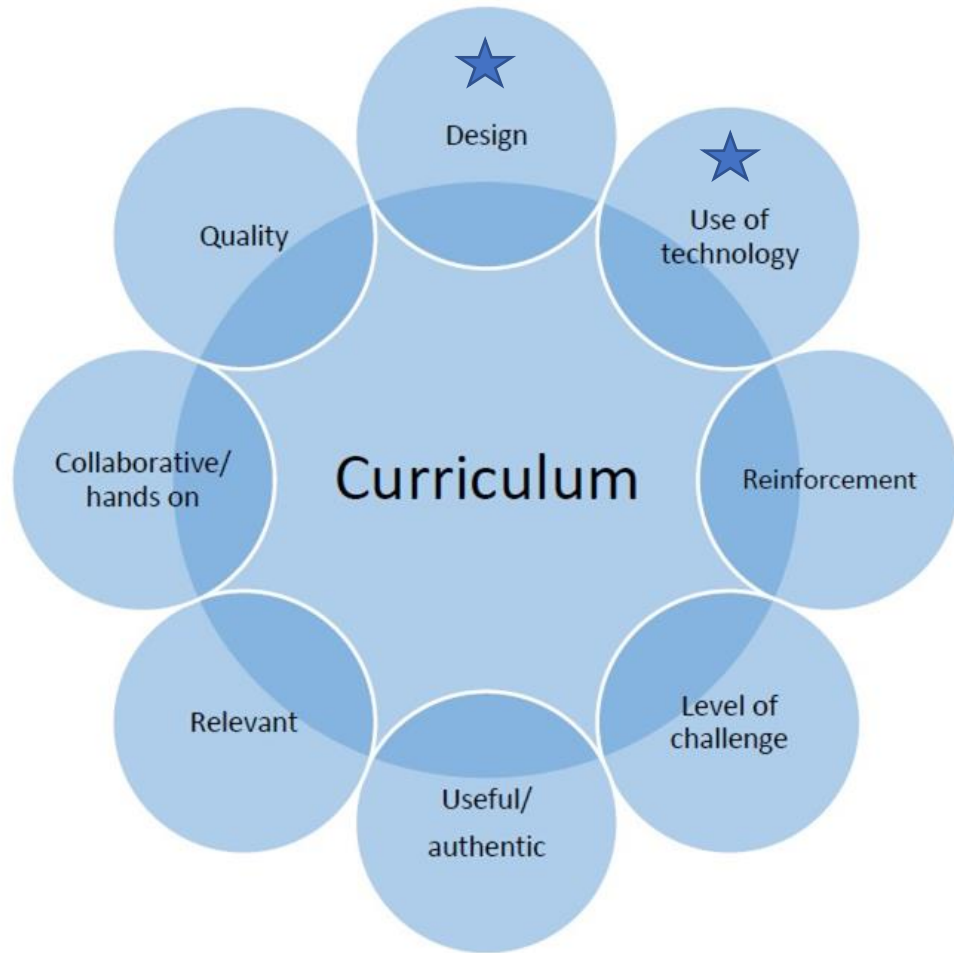 Design
Use of
technology
Quality
Collaborative/
hands on
Curriculum
Reinforcement
Relevant
Level of
challenge
Useful/
authentic